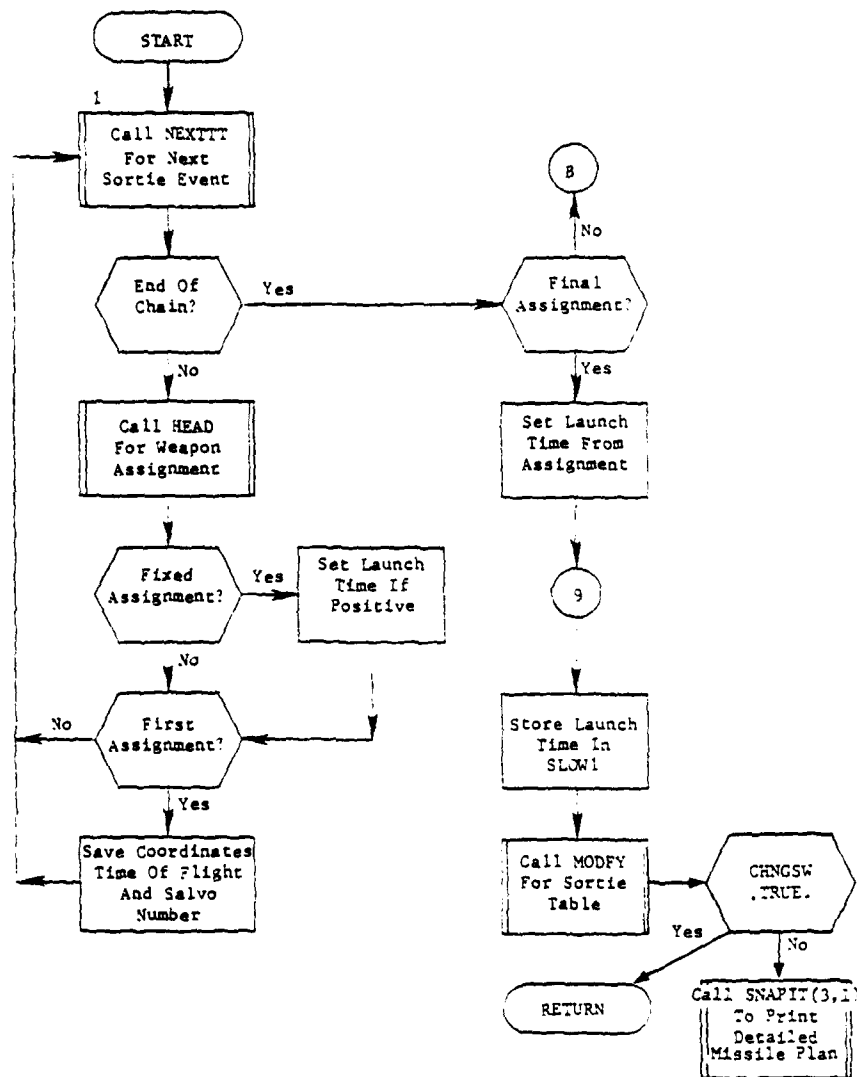 START
1
Call NEXTTT
For Next
Sortie Event
End Of
Chain?
Yes
No
Call HEAD
For Weapon
Assignment
Fixed
Assignment?
Yes
No
Set Launch
Time If
Positive
First
Assignment?
No
Yes
Save Coordinates
Time Of Flight
And Salvo
Number
B
No
Final
Assignment?
Yes
Set Launch
Time From
Assignment
9
Store Launch
Time In
SLOW1
Call MODFY
For Sortie
Table
CHNGSW
.TRUE.
Yes
No
RETURN
Call SNAPIT(3,1)
To Print
Detailed
Missile Plan